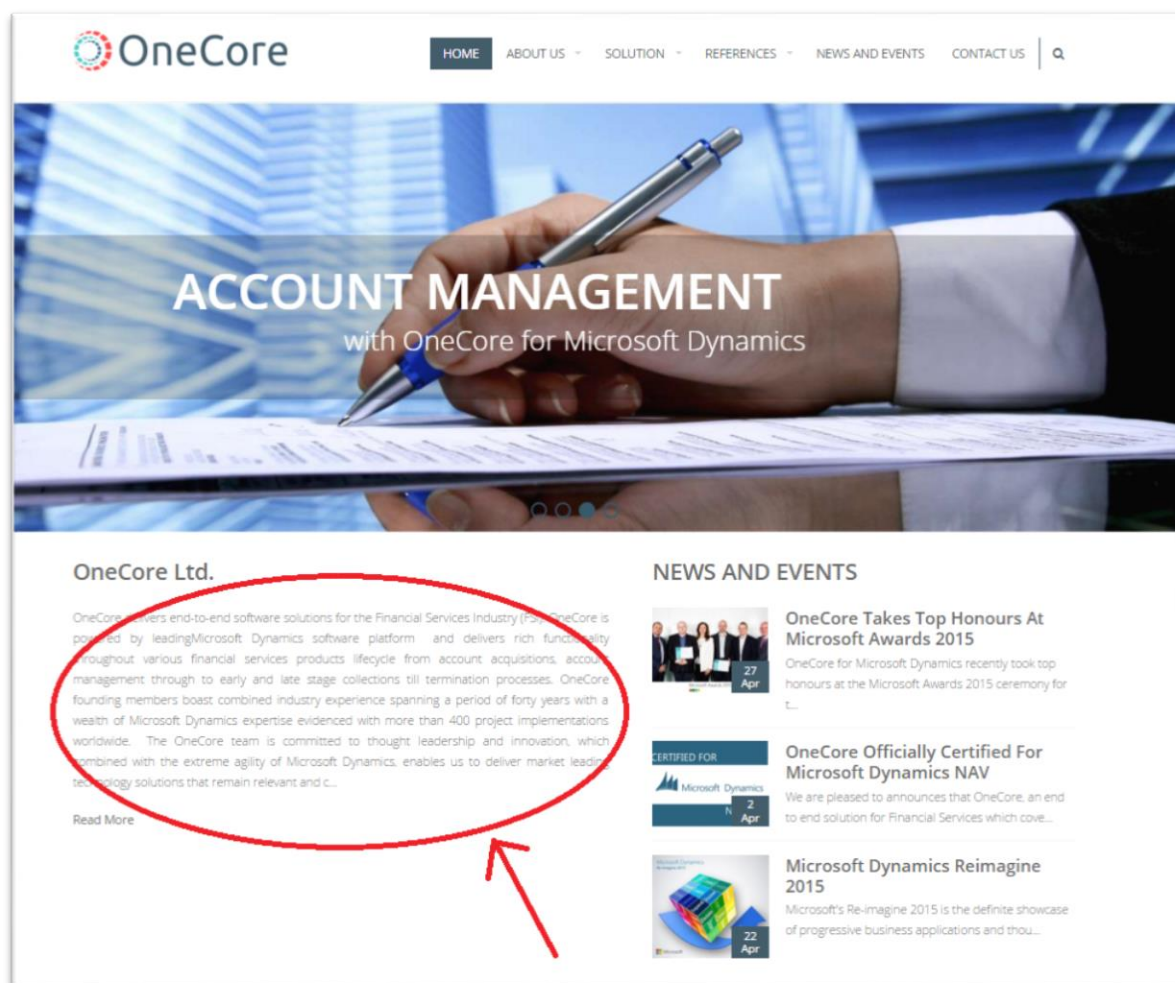 OneCore
HOME ABOUT US SOLUTION REFERENCES NEWS AND EVENTS CONTACT US
ACCOUNT MANAGEMENT
with OneCore for Microsoft Dynamics
OneCore Ltd.
OneCore delivers end-to-end software solutions for the Financial Services Industry (FSI). OneCore is
powered by leadingMicrosoft Dynamics software platform and delivers rich functionality
throughout various financial services products lifecycle from account acquisitions, account
management through to early and late stage collections till termination processes. OneCore
founding members boast combined industry experience spanning a period of forty years with a
wealth of Microsoft Dynamics expertise evidenced with more than 400 project implementations
worldwide. The OneCore team is committed to thought leadership and innovation, which
combined with the extreme agility of Microsoft Dynamics, enables us to deliver market leading
technology solutions that remain relevant and c...
Read More
NEWS AND EVENTS
27
Apr
OneCore Takes Top Honours At
Microsoft Awards 2015
OneCore for Microsoft Dynamics recently took top
honours at the Microsoft Awards 2015 ceremony for
t...
CERTIFIED FOR
Microsoft Dynamics
2
Apr
OneCore Officially Certified For
Microsoft Dynamics NAV
We are pleased to announces that OneCore, an end
to end solution for Financial Services which cove...
22
Apr
Microsoft Dynamics Reimagine
2015
Microsoft's Re-imagine 2015 is the definite showcase
of progressive business applications and thou...